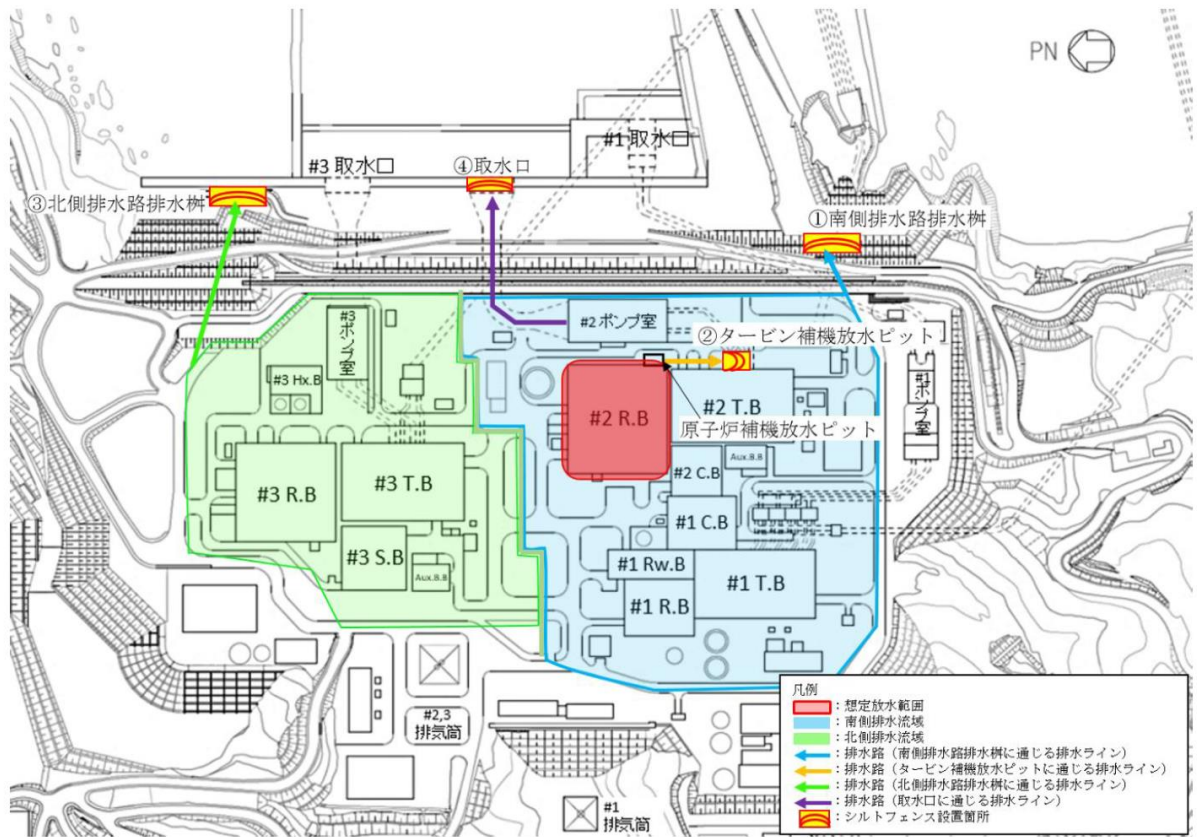 PN
#1取水口
#3 取水口
④取水口
③北側排水路排水桝
①南側排水路排水桝
#3
ポンプ室
#2 ポンプ室
②タービン補機放水ピット
#3 Hx.B
#1
ポンプ室
#2 R.B
#2 T.B
原子炉補機放水ピット
#2 C.B
Aux.B.B
#3 R.B
#3 T.B
#1 C.B
#3 S.B
Aux.B.B
#1 Rw.B
#1 T.B
#1 R.B
#2,3
排気筒
#1
排気筒
凡例
：想定放水範囲
：南側排水流域
：北側排水流域
：排水路（南側排水路排水桝に通じる排水ライン）
：排水路（タービン補機放水ピットに通じる排水ライン）
：排水路（北側排水路排水桝に通じる排水ライン）
：排水路（取水口に通じる排水ライン）
：シルトフェンス設置箇所